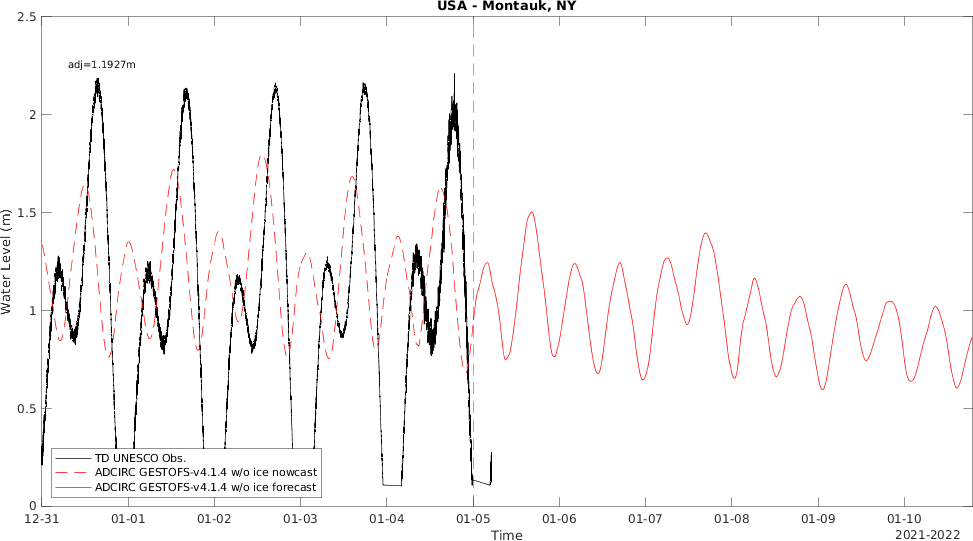 USA - Montauk, NY
2.5
adj=1.1927m
2
1.5
Water Level (m)
1
0.5
TD UNESCO Obs.
ADCIRC GESTOFS-v4.1.4 w/o ice nowcast
ADCIRC GESTOFS-v4.1.4 w/o ice forecast
0
12-31 01-01 01-02 01-03 01-04 01-05 01-06 01-07 01-08 01-09 01-10
Time
2021-2022